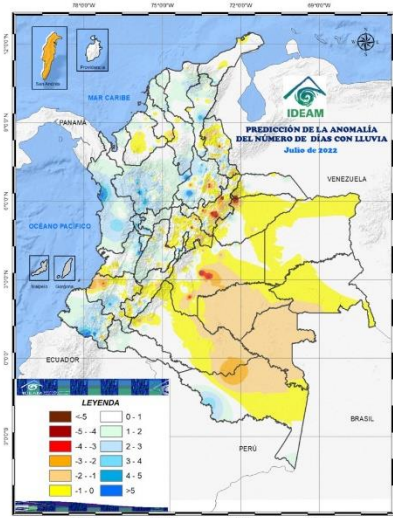 78°0'0"W 75°0'0"W 72°0'0"W 69°0'0"W
San Andrés
Providencia
MAR CARIBE
IDEAM
PREDICCIÓN DE LA ANOMALÍA
DEL NÚMERO DE DÍAS CON LLUVIA
Julio de 2022
PANAMÁ
VENEZUELA
OCÉANO PACÍFICO
Malpelo
Gorgona
ECUADOR
BRASIL
PERÚ
LEYENDA
<-5 0 - 1
-5 - -4 1 - 2
-4 - -3 2 - 3
-3 - -2 3 - 4
-2 - -1 4 - 5
-1 - 0 >5